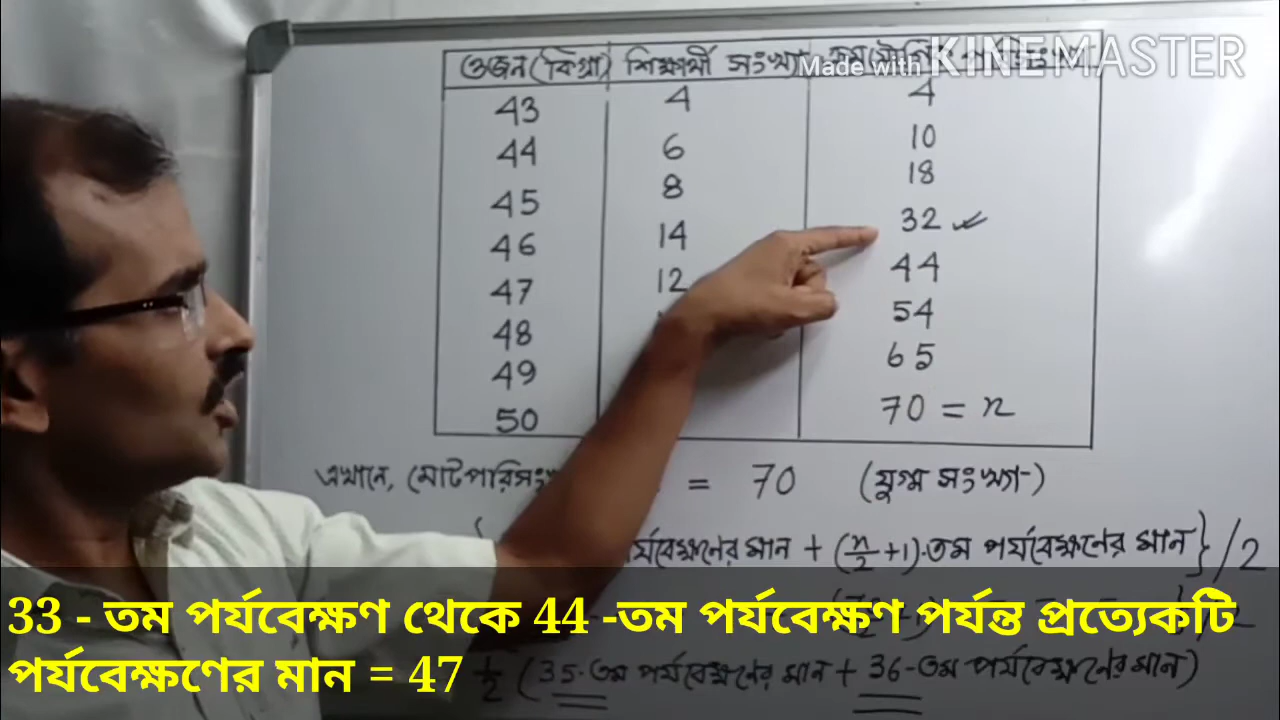 Made with KINEMASTER
ওজন (কিগ্রা) শিক্ষার্থী সংখ্যা
43 4 4
44 6 10
45 8 18
46 14 32 ✓
47 12 44
48 54
49 65
50 70 = n
এখানে, মোট পরিসংখ্যা = 70 (যুগ্ম সংখ্যা)
পর্যবেক্ষণের মান + (n/2 +1)-তম পর্যবেক্ষণের মান} / 2
33 - তম পর্যবেক্ষণ থেকে 44 -তম পর্যবেক্ষণ পর্যন্ত প্রত্যেকটি
পর্যবেক্ষণের মান = 47
1/2 (35-তম পর্যবেক্ষণের মান + 36-তম পর্যবেক্ষণের মান)